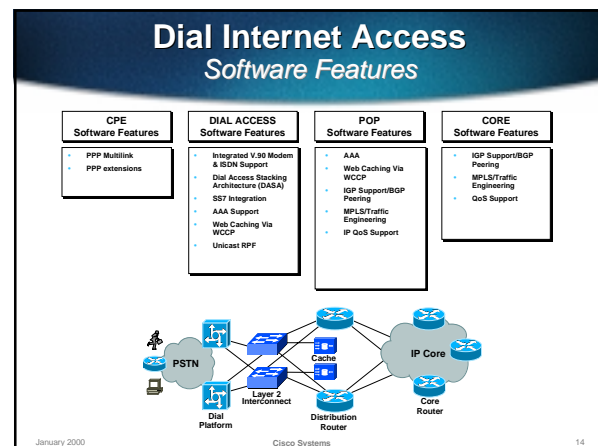 Dial Internet Access
Software Features
CPE
Software Features
PPP Multilink
PPP extensions
DIAL ACCESS
Software Features
Integrated V.90 Modem
& ISDN Support
Dial Access Stacking
Architecture (DASA)
SS7 Integration
AAA Support
Web Caching Via
WCCP
Unicast RPF
POP
Software Features
AAA
Web Caching Via
WCCP
IGP Support/BGP
Peering
MPLS/Traffic
Engineering
IP QoS Support
CORE
Software Features
IGP Support/BGP
Peering
MPLS/Traffic
Engineering
QoS Support
PSTN
Cache
IP Core
Layer 2
Interconnect
Dial
Platform
Distribution
Router
Core
Router
January 2000
Cisco Systems
14